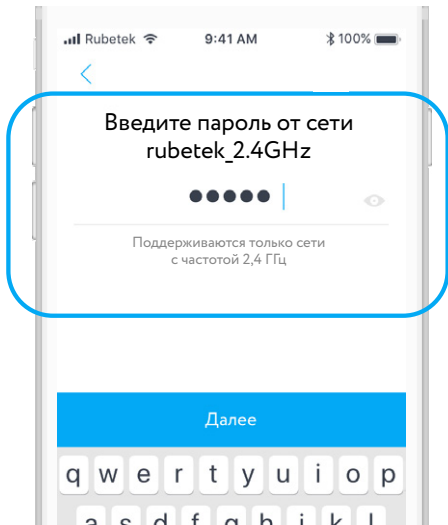 Rubetek 9:41 AM 100%
Введите пароль от сети
rubetek_2.4GHz
●●●●●
Поддерживаются только сети
с частотой 2,4 ГГц
Далее
q w e r t y u i o p
a s d f g h j k l